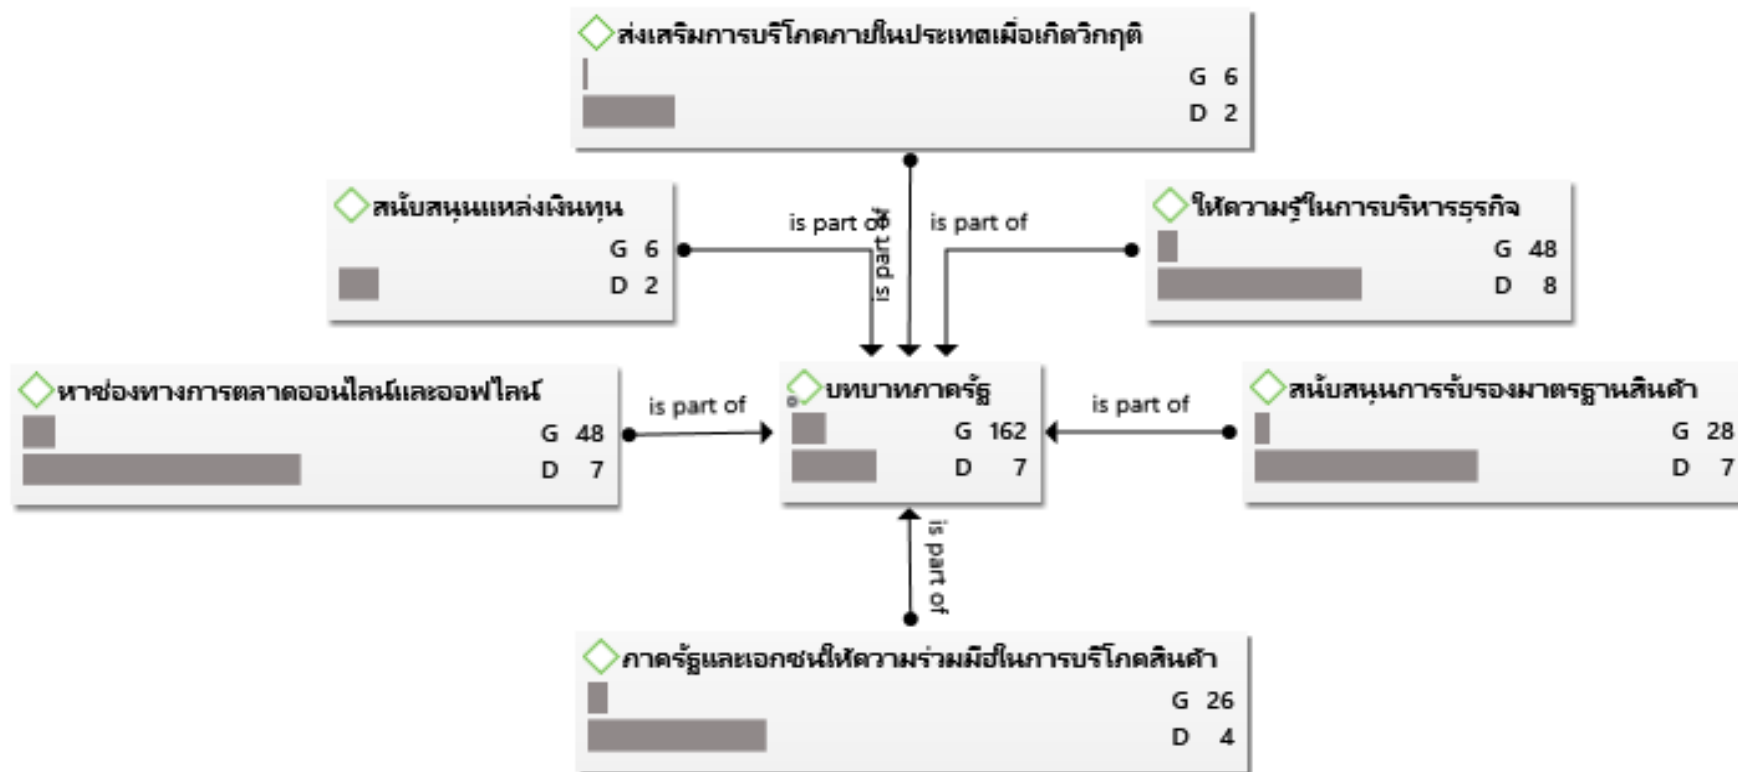 ส่งเสริมการบริโภคภายในประเทศเมื่อเกิดวิกฤติ
G 6
D 2
สนับสนุนแหล่งเงินทุน
G 6
D 2
is part of
is part of
is part of
ให้ความรู้ในการบริหารธุรกิจ
G 48
D 8
หาช่องทางการตลาดออนไลน์และออฟไลน์
G 48
D 7
is part of
บทบาทภาครัฐ
G 162
D 7
is part of
สนับสนุนการรับรองมาตรฐานสินค้า
G 28
D 7
is part of
ภาครัฐและเอกชนให้ความร่วมมือในการบริโภคสินค้า
G 26
D 4